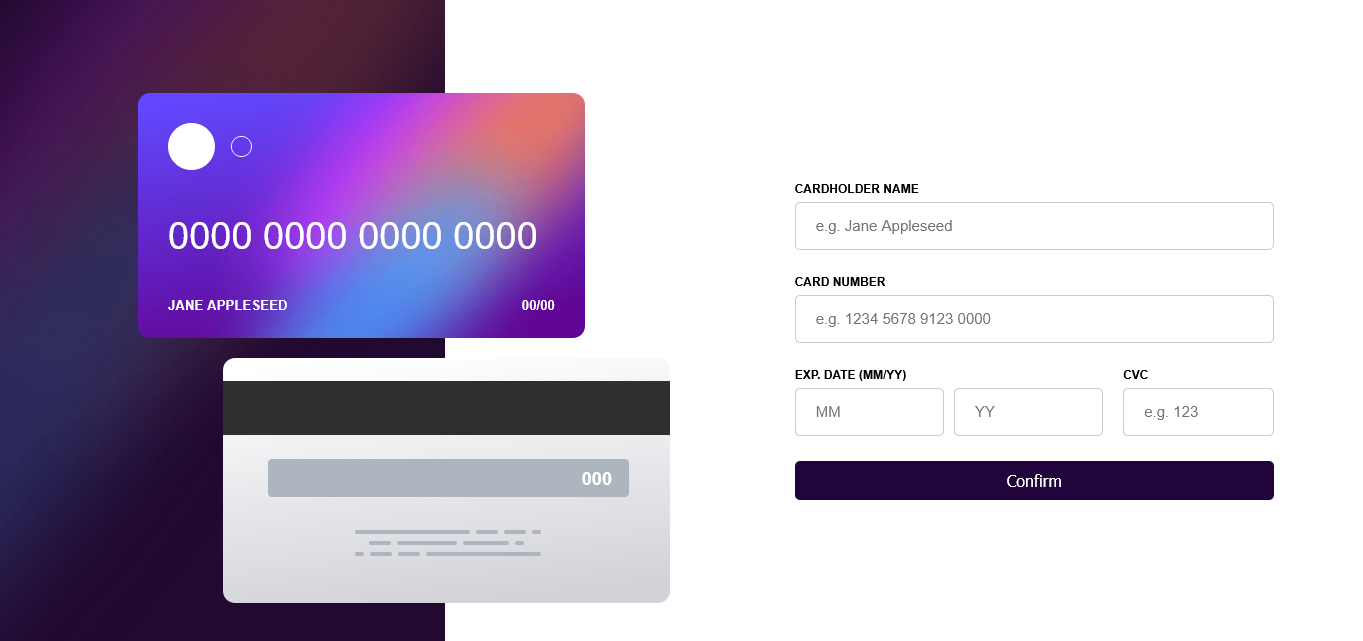 0000 0000 0000 0000
JANE APPLESEED 00/00
000
CARDHOLDER NAME
e.g. Jane Appleseed
CARD NUMBER
e.g. 1234 5678 9123 0000
EXP. DATE (MM/YY) CVC
MM YY e.g. 123
Confirm